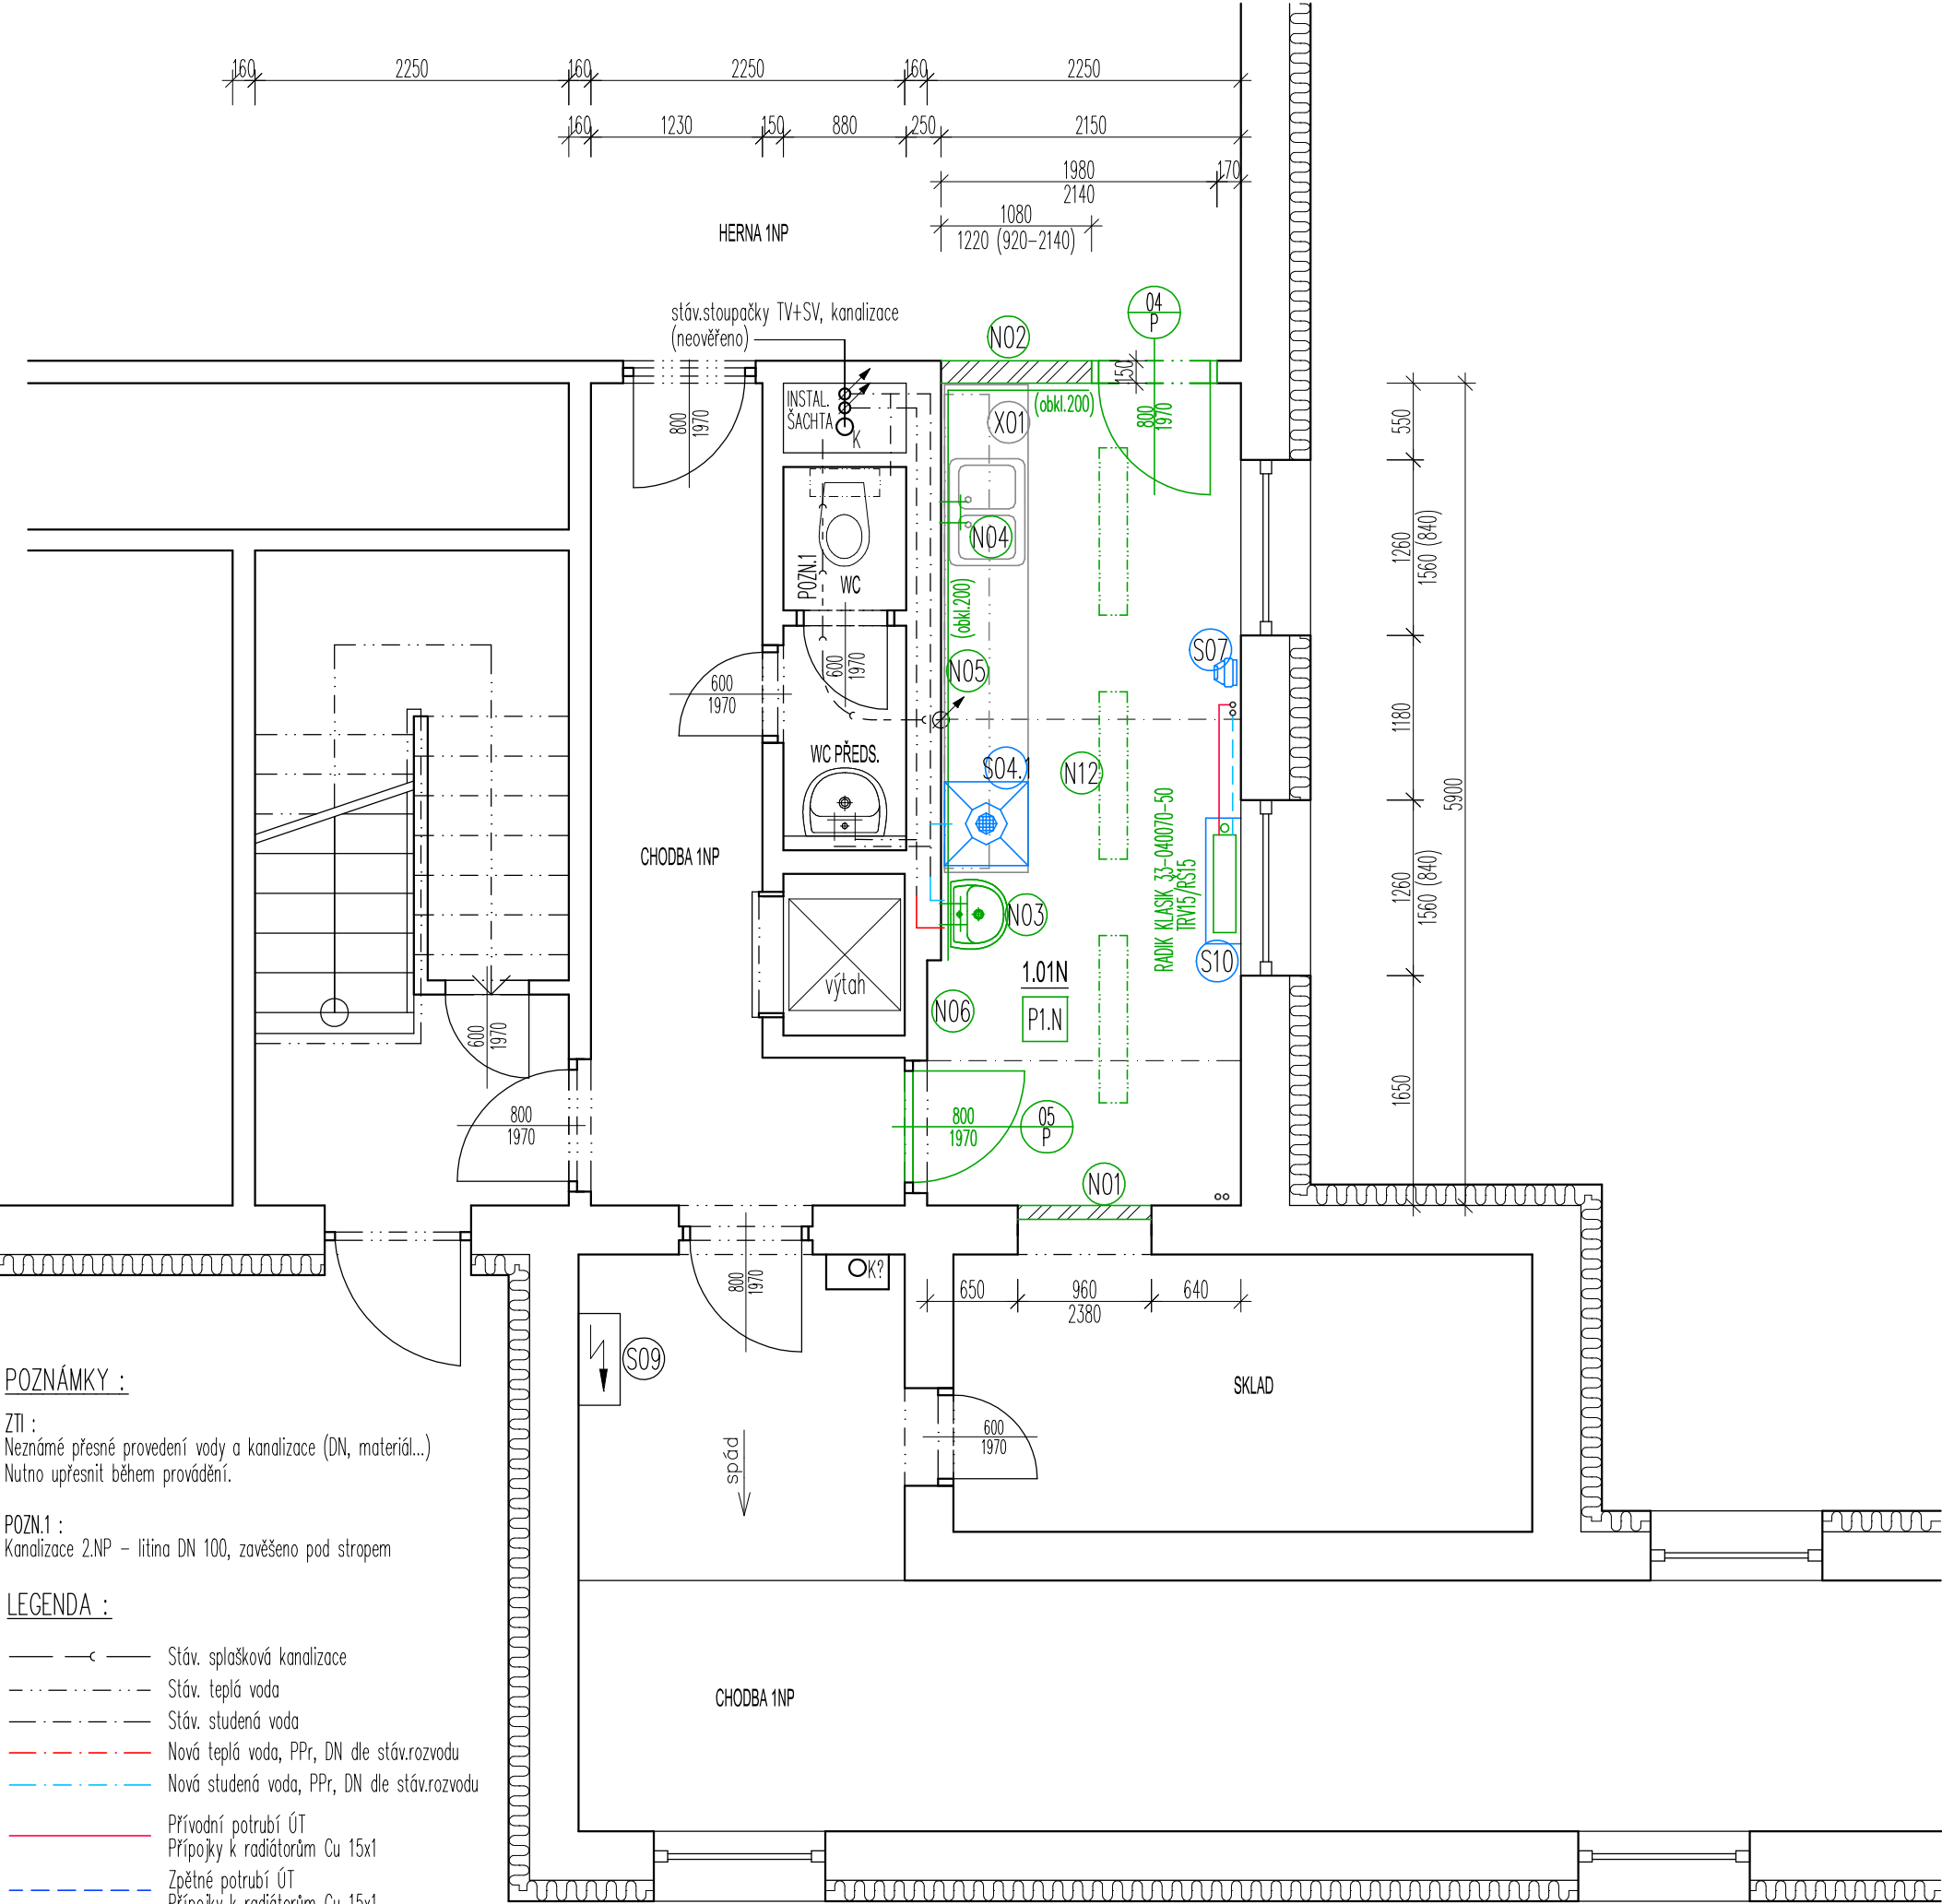 160 2250 160 2250 160 2250
160 1230 150 880 250 2150
1980 170
2140
1080
1220 (920-2140)
HERNA 1NP
stáv.stoupačky TV+SV, kanalizace
(neověřeno)
N02
04
P
150
800
1970
INSTAL.
ŠACHTA
K
X01
(obkl.200)
800
1970
550
1260
1560 (840)
N04
POZN.1
WC
(obkl.200)
600
1970
S07
N05
600
1970
1180
WC PŘEDS.
S04.1
N12
5900
RADIK KLASIK 33-040070-50
TRV15/RS15
CHODBA 1NP
1260
1560 (840)
N03
S10
výtah
1.01N
N06
P1.N
600
1970
800
1970
800
1970
05
P
1650
N01
800
1970
K?
650 960 640
2380
S09
SKLAD
spád
600
1970
POZNÁMKY :
ZTI :
Neznámé přesné provedení vody a kanalizace (DN, materiál...)
Nutno upřesnit během provádění.
POZN.1 :
Kanalizace 2.NP - litina DN 100, zavěšeno pod stropem
LEGENDA :
Stáv. splašková kanalizace
Stáv. teplá voda
Stáv. studená voda
Nová teplá voda, PPr, DN dle stáv.rozvodu
Nová studená voda, PPr, DN dle stáv.rozvodu
Přívodní potrubí ÚT
Přípojky k radiátorům Cu 15x1
Zpětné potrubí ÚT
Přípojky k radiátorům Cu 15x1
CHODBA 1NP